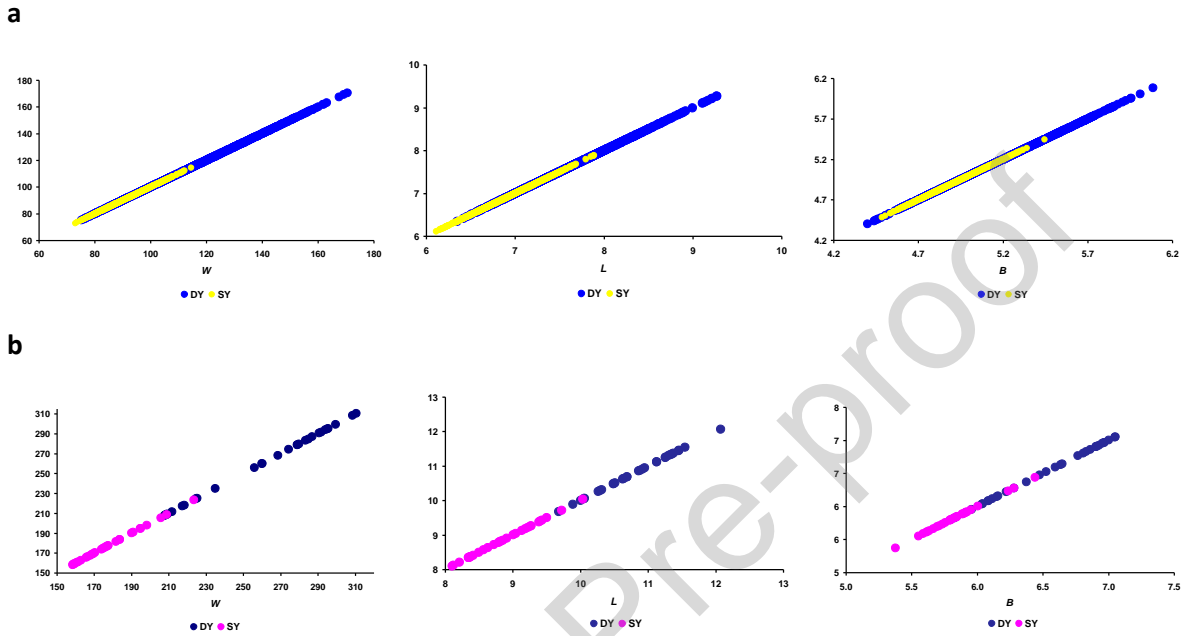 a
180
160
140
120
100
80
60
60 80 100 120 140 160 180
W
DY SY
10
9
8
7
6
6 7 8 9 10
L
DY SY
6.2
5.7
5.2
4.7
4.2
4.2 4.7 5.2 5.7 6.2
B
DY SY
b
310
290
270
250
230
210
190
170
150
150 170 190 210 230 250 270 290 310
W
DY SY
13
12
11
10
9
8
8 9 10 11 12 13
L
DY SY
8
7
7
6
6
5
5.0 5.5 6.0 6.5 7.0 7.5
B
DY SY
Pre-proof